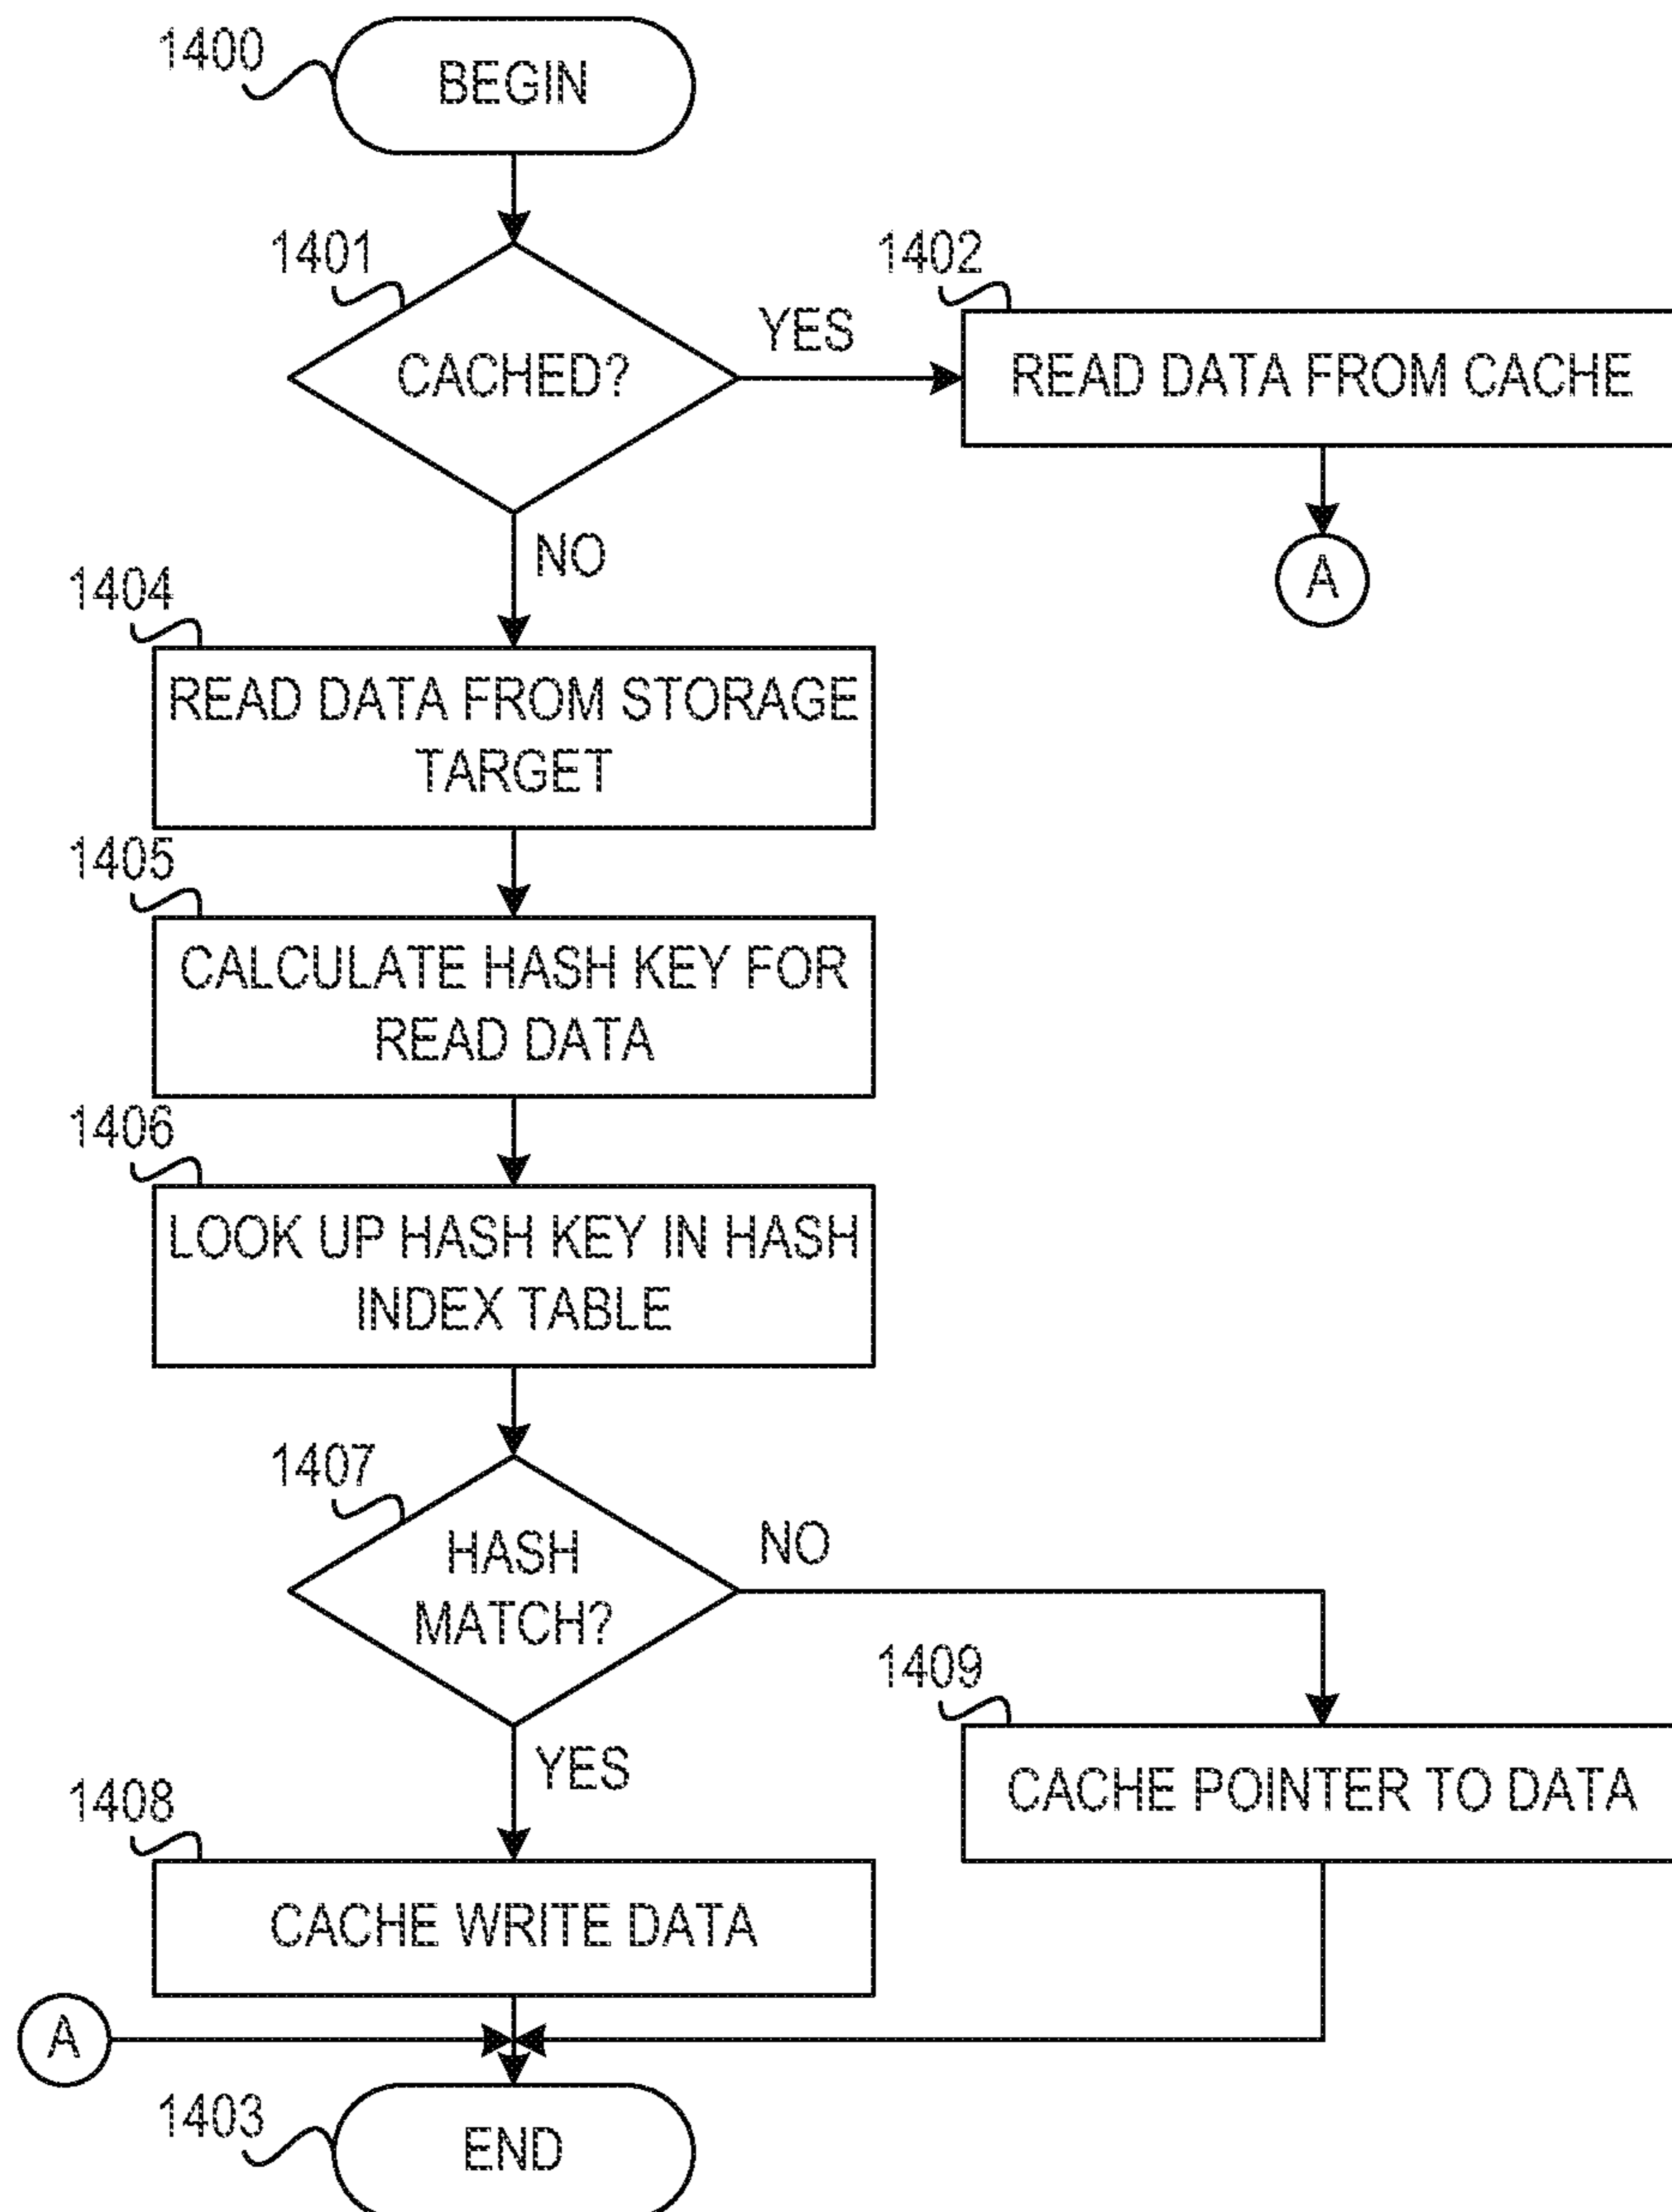 1400
BEGIN
1401
CACHED?
YES
1402
READ DATA FROM CACHE
A
NO
1404
READ DATA FROM STORAGE
TARGET
1405
CALCULATE HASH KEY FOR
READ DATA
1406
LOOK UP HASH KEY IN HASH
INDEX TABLE
1407
HASH
MATCH?
NO
1409
CACHE POINTER TO DATA
YES
1408
CACHE WRITE DATA
A
1403
END